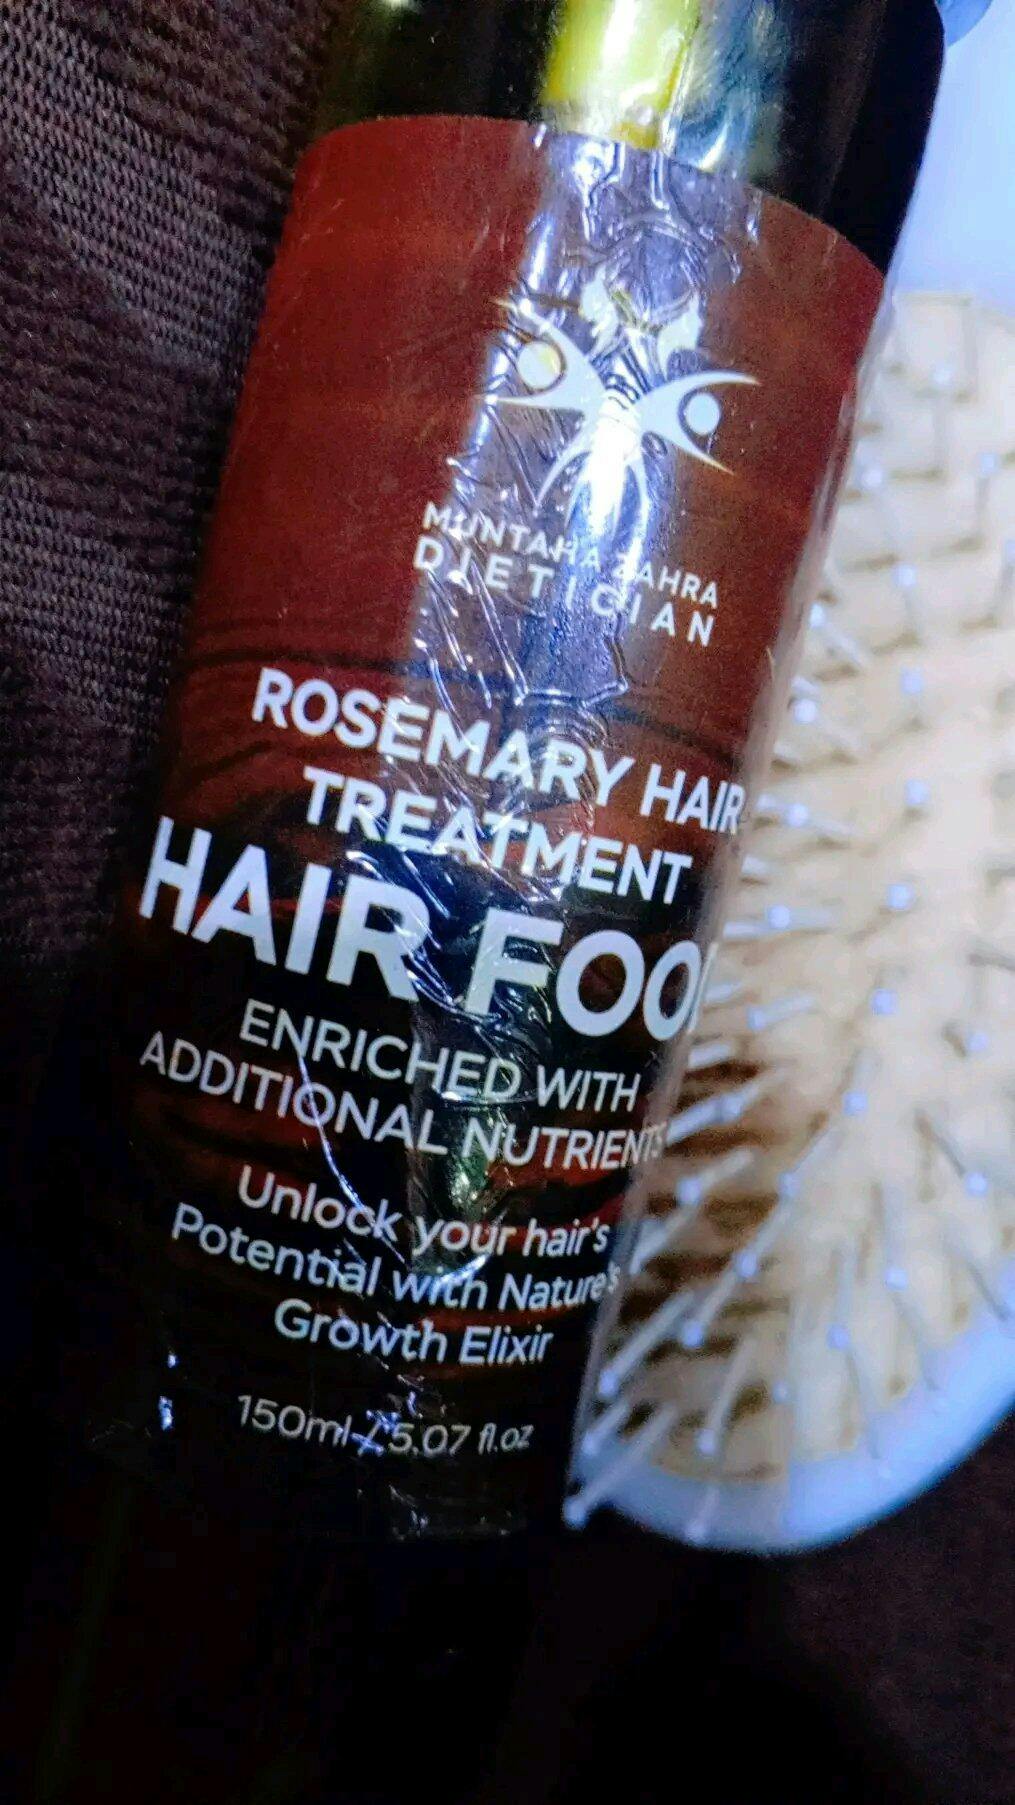 MUNTAHA ZAHRA
DIETICIAN
ROSEMARY HAIR
TREATMENT
HAIR FOO
ENRICHED WITH
ADDITIONAL NUTRIENTS
Unlock your hair's
Potential with Nature's
Growth Elixir
150ml / 5.07 fl.oz